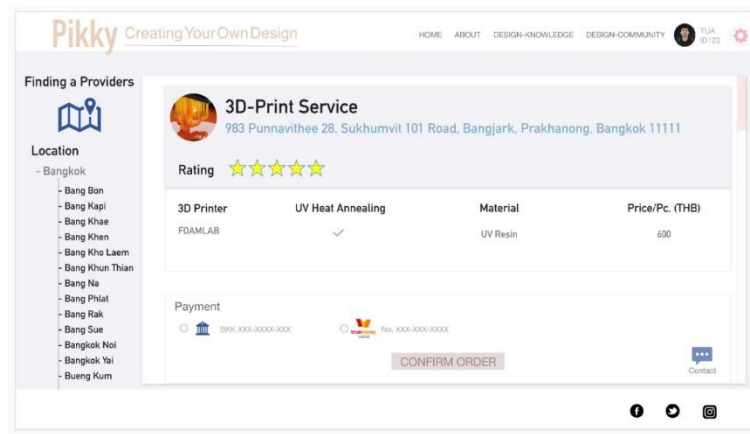 Pikky Creating Your Own Design
HOME ABOUT DESIGN-KNOWLEDGE DESIGN-COMMUNITY TUA
ID123
Finding a Providers
Location
- Bangkok
- Bang Bon
- Bang Kapi
- Bang Khae
- Bang Khen
- Bang Kho Laem
- Bang Khun Thian
- Bang Na
- Bang Phlat
- Bang Rak
- Bang Sue
- Bangkok Noi
- Bangkok Yai
- Bueng Kum
3D-Print Service
983 Punnavithee 28, Sukhumvit 101 Road, Bangjark, Prakhanong, Bangkok 11111
Rating
3D Printer UV Heat Annealing Material Price/Pc. (THB)
FOAMLAB UV Resin 600
Payment
BKK XXX-XXXX-XXX truemoney No. XXX-XXX-XXXX
CONFIRM ORDER
Contact